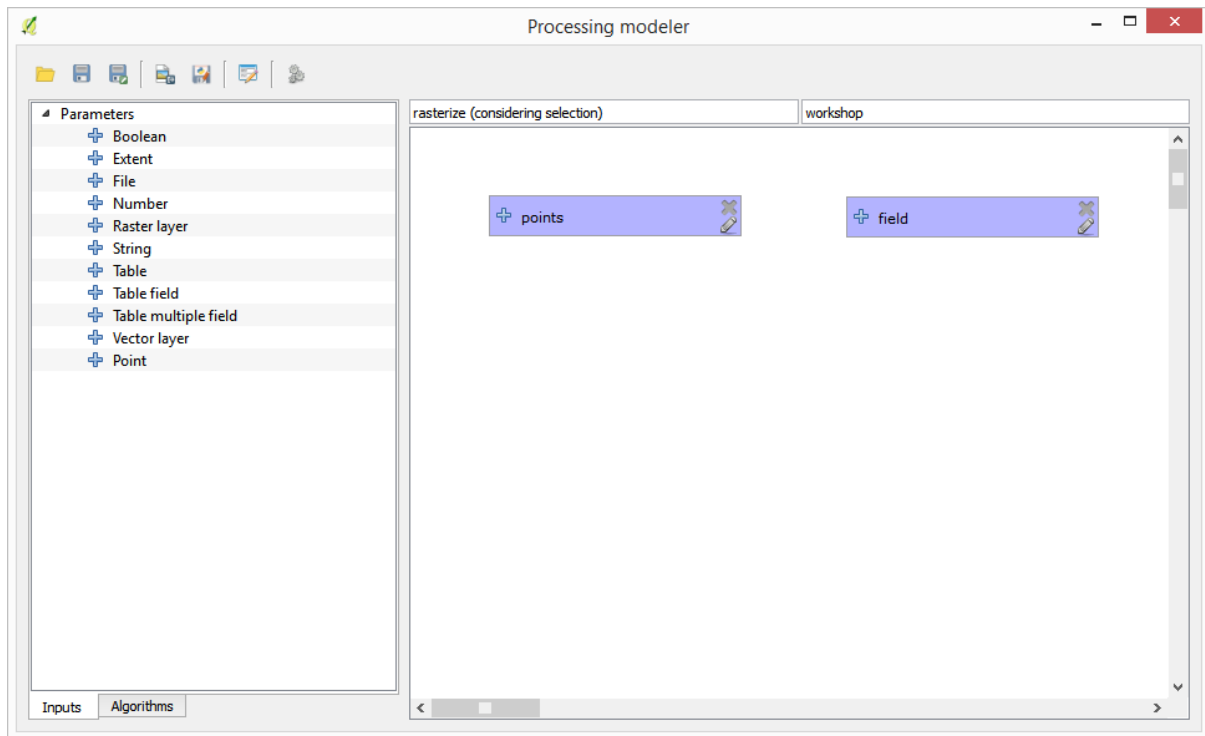 Processing modeler
Parameters
Boolean
Extent
File
Number
Raster layer
String
Table
Table field
Table multiple field
Vector layer
Point
Inputs
Algorithms
rasterize (considering selection)
workshop
points
field